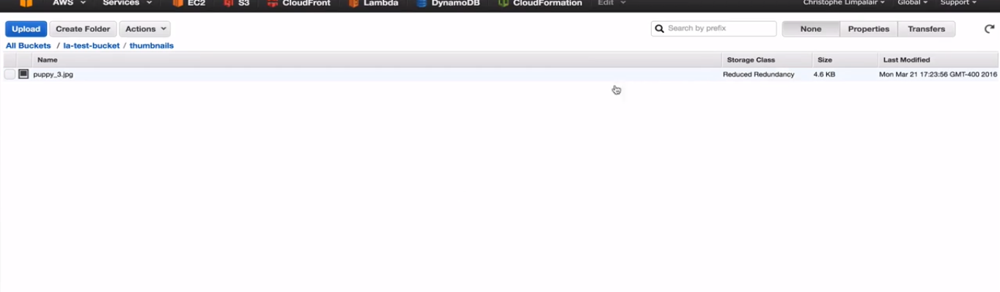 AWS Services EC2 S3 CloudFront Lambda DynamoDB CloudFormation Edit Christophe Limpalair Global Support
Upload Create Folder Actions Search by prefix None Properties Transfers
All Buckets / la-test-bucket / thumbnails
Name Storage Class Size Last Modified
puppy_3.jpg Reduced Redundancy 4.6 KB Mon Mar 21 17:23:56 GMT-400 2016